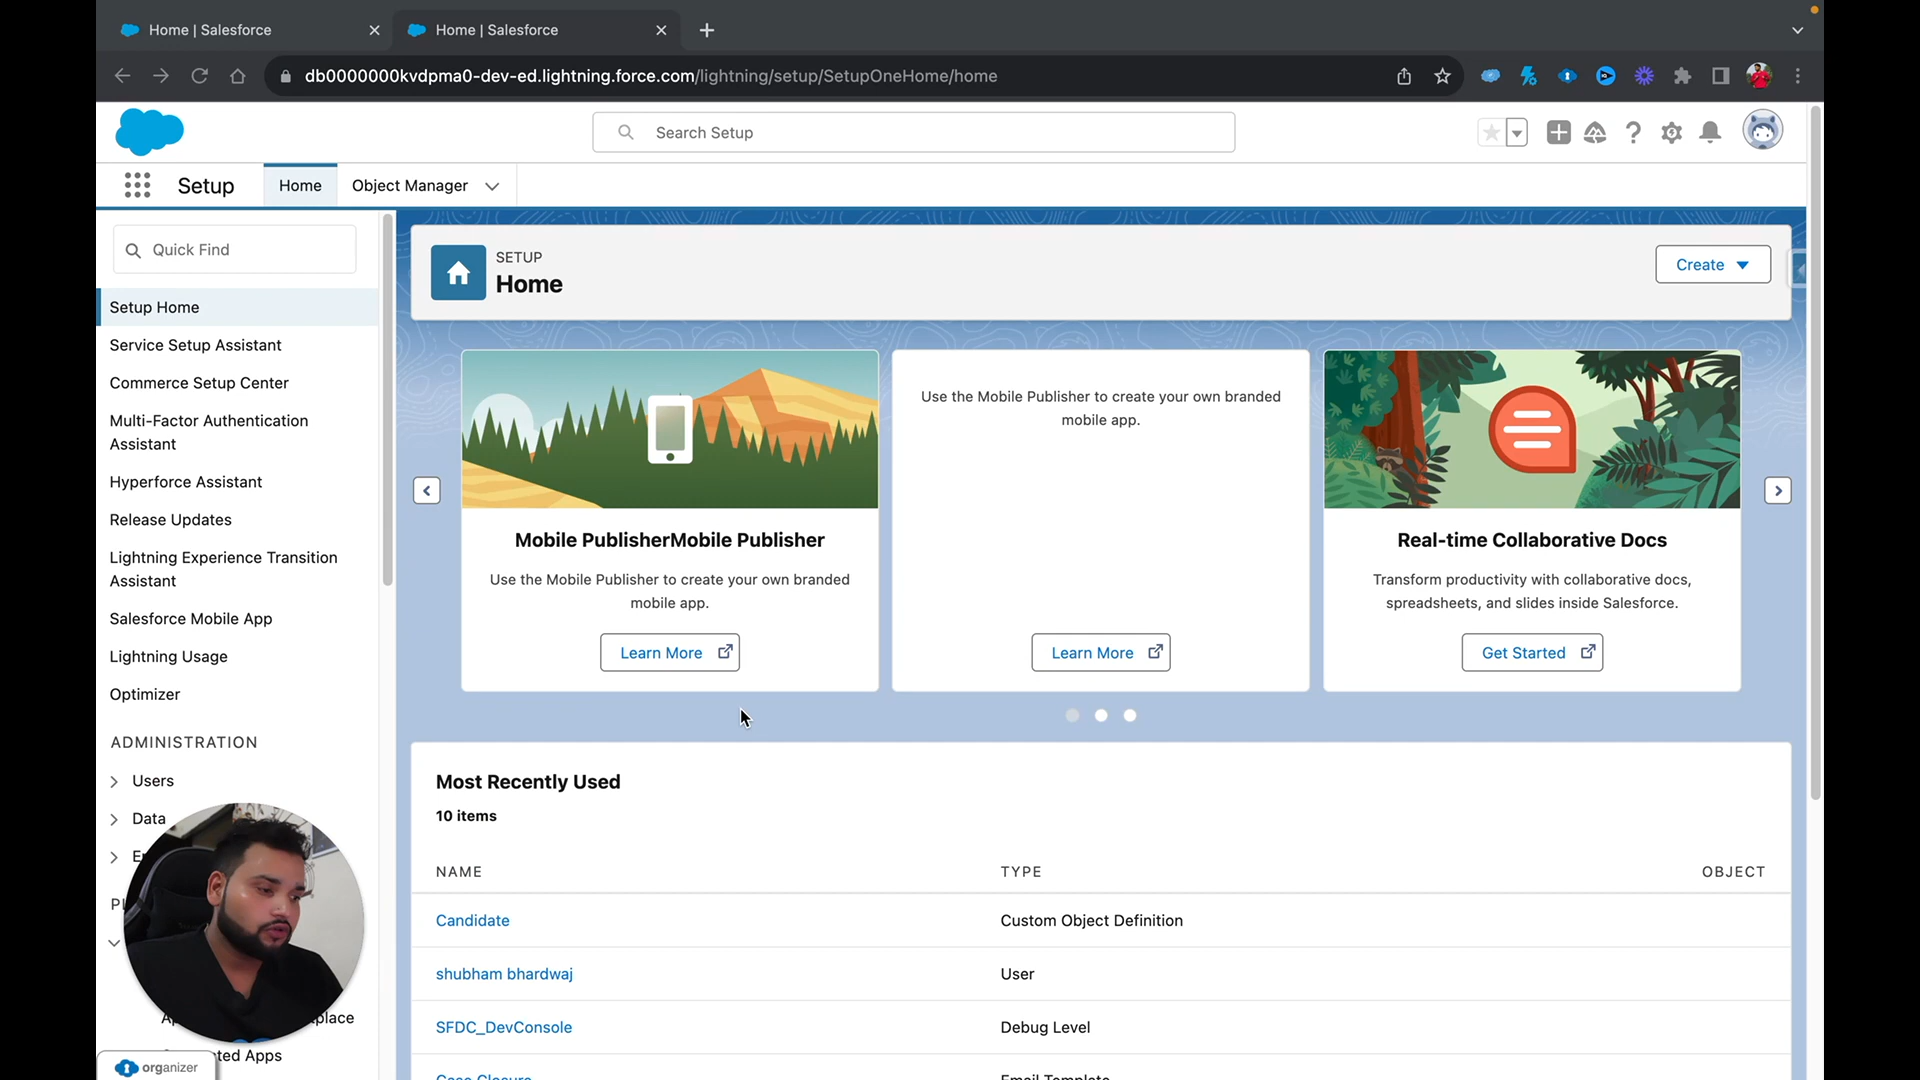 Home | Salesforce
Home | Salesforce
db0000000kvdpma0-dev-ed.lightning.force.com/lightning/setup/SetupOneHome/home
Search Setup
Setup
Home
Object Manager
Quick Find
Setup Home
Service Setup Assistant
Commerce Setup Center
Multi-Factor Authentication
Assistant
Hyperforce Assistant
Release Updates
Lightning Experience Transition
Assistant
Salesforce Mobile App
Lightning Usage
Optimizer
ADMINISTRATION
Users
Data
organizer
SETUP
Home
Create
Mobile PublisherMobile Publisher
Use the Mobile Publisher to create your own branded
mobile app.
Learn More
Use the Mobile Publisher to create your own branded
mobile app.
Learn More
Real-time Collaborative Docs
Transform productivity with collaborative docs,
spreadsheets, and slides inside Salesforce.
Get Started
Most Recently Used
10 items
NAME TYPE OBJECT
Candidate Custom Object Definition
shubham bhardwaj User
SFDC_DevConsole Debug Level
Case Closure Email Template